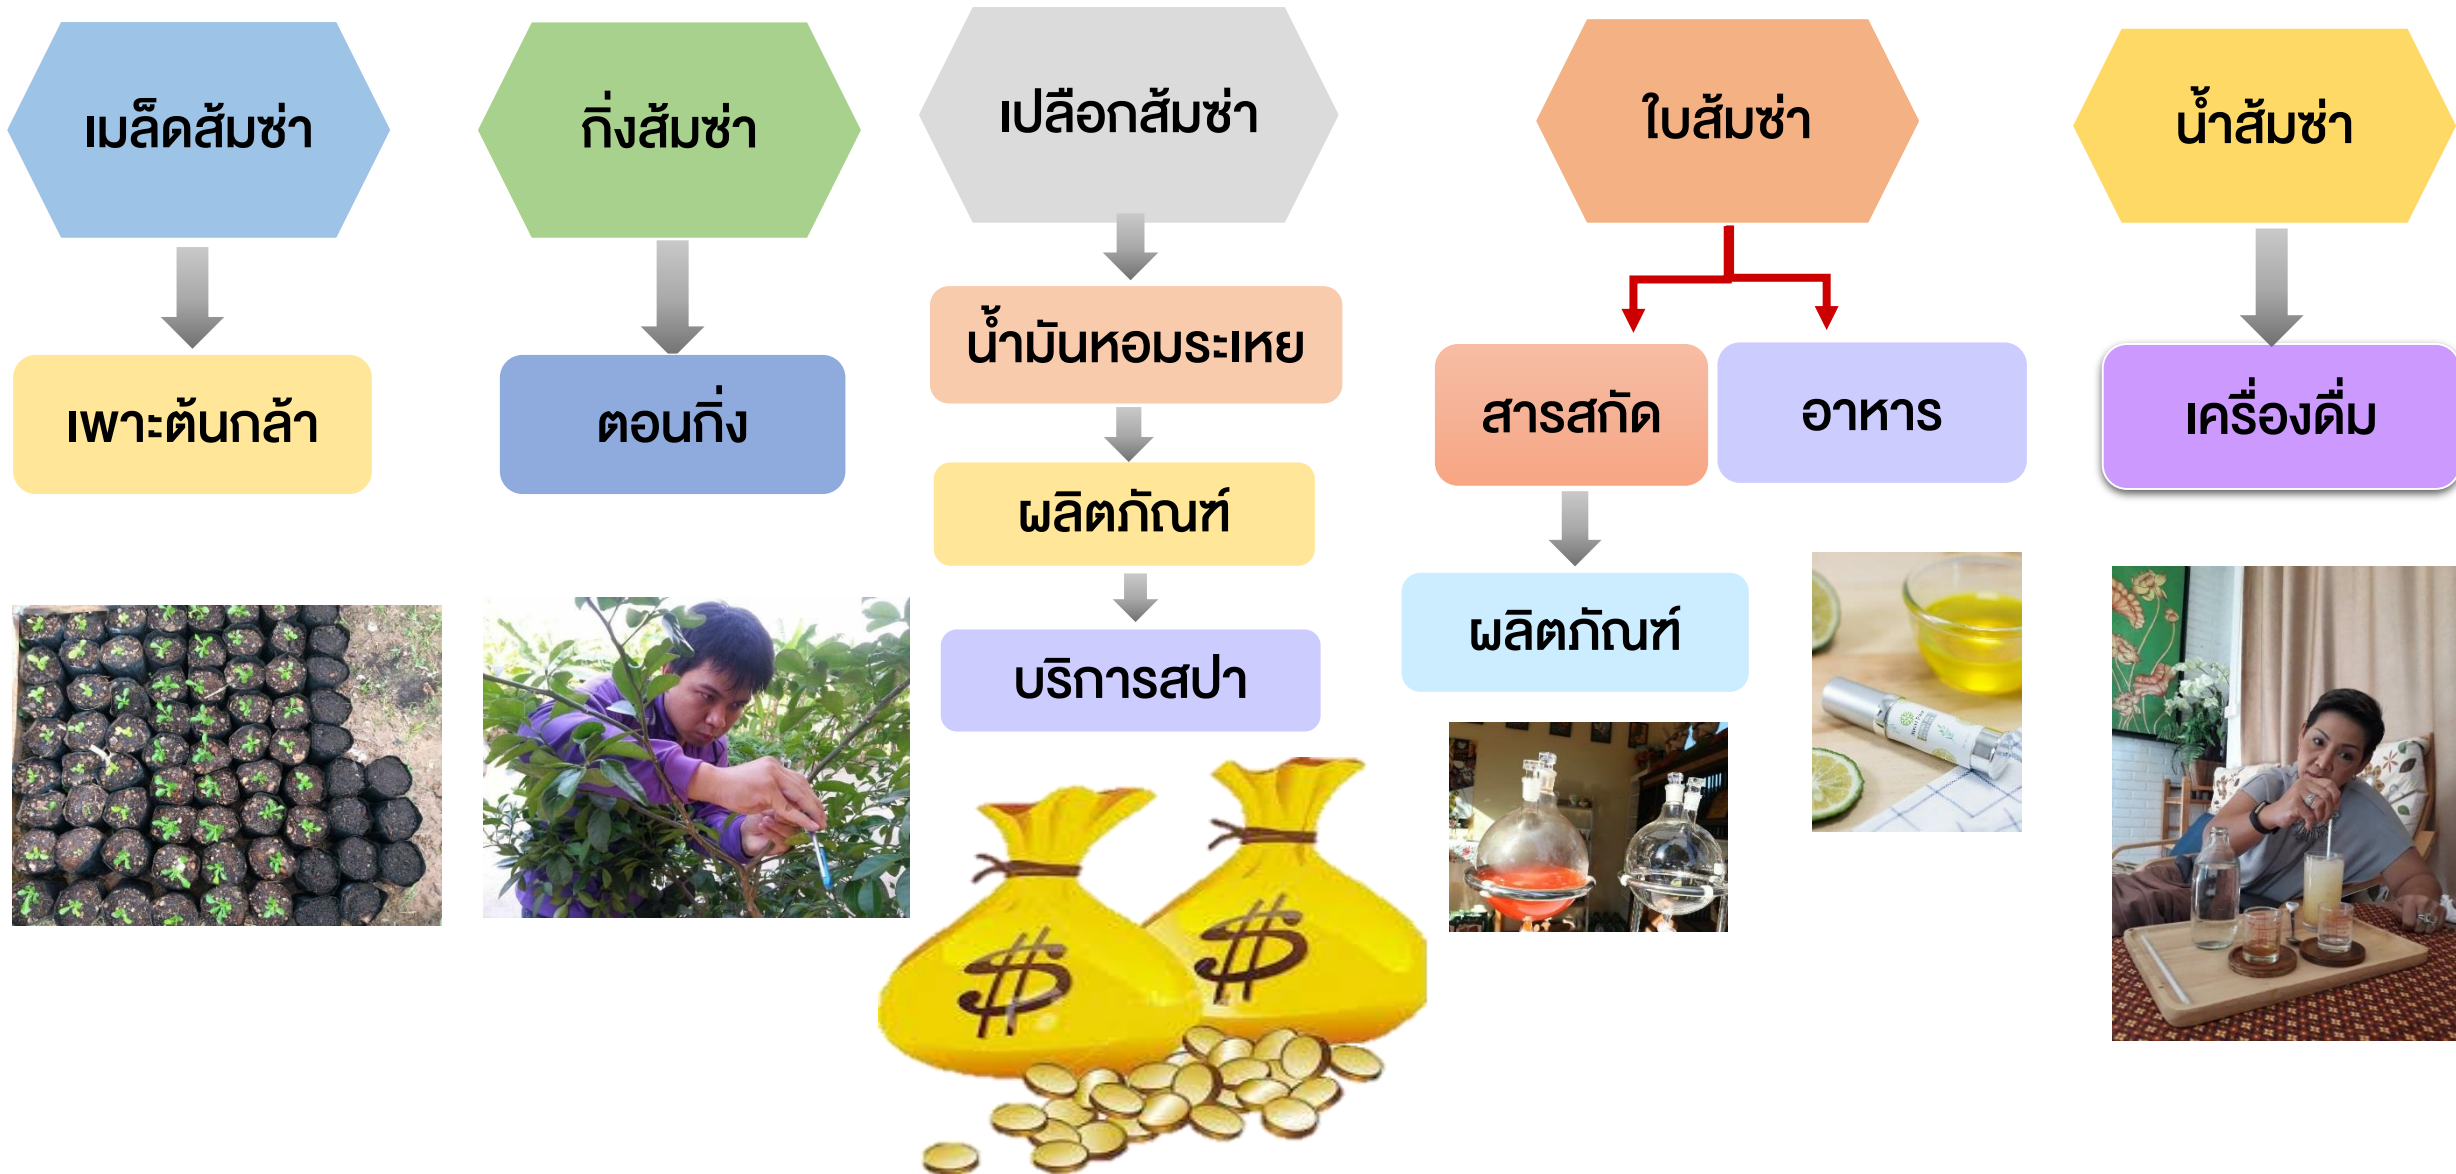 เมล็ดส้มซ่า
กิ่งส้มซ่า
เปลือกส้มซ่า
ใบส้มซ่า
น้ำส้มซ่า
เพาะต้นกล้า
ตอนกิ่ง
น้ำมันหอมระเหย
ผลิตภัณฑ์
บริการสปา
สารสกัด
อาหาร
ผลิตภัณฑ์
เครื่องดื่ม
$
$